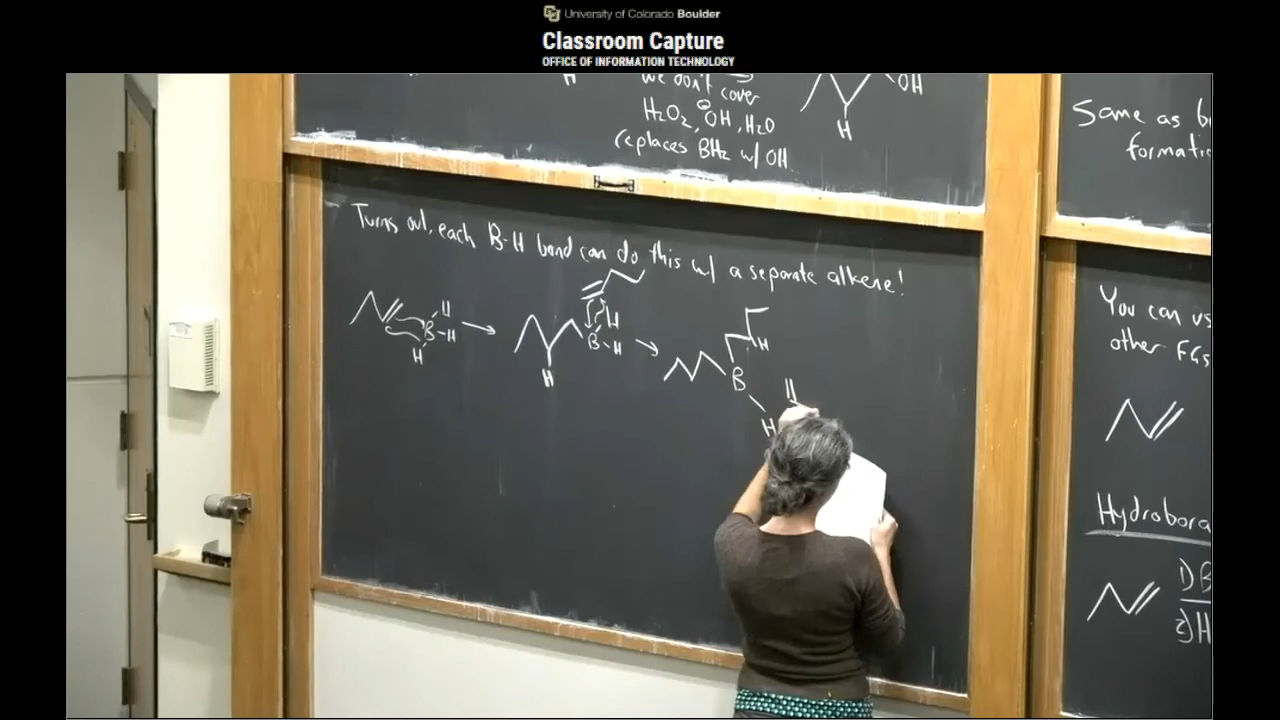 University of Colorado Boulder
Classroom Capture
OFFICE OF INFORMATION TECHNOLOGY
H
we don't cover
H2O2, ⊖OH, H2O
replaces BH2 w/ OH
OH
H
Same as
formati
Turns out, each B-H bond can do this w/ a separate alkene!
H
B-H
H
H
B-H
H
H
B
H
You can us
other FGs
Hydrobora
1) B
2) H